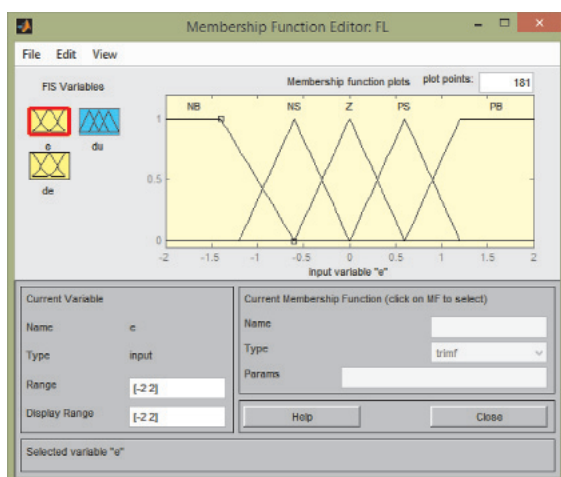 Membership Function Editor: FL
File Edit View
FIS Variables
Membership function plots plot points: 181
e
du
de
NB NS Z PS PB
1
0.5
0
-2 -1.5 -1 -0.5 0 0.5 1 1.5 2
input variable "e"
Current Variable
Name e
Type input
Range [-2 2]
Display Range [-2 2]
Current Membership Function (click on MF to select)
Name
Type trimf
Params
Help Close
Selected variable "e"